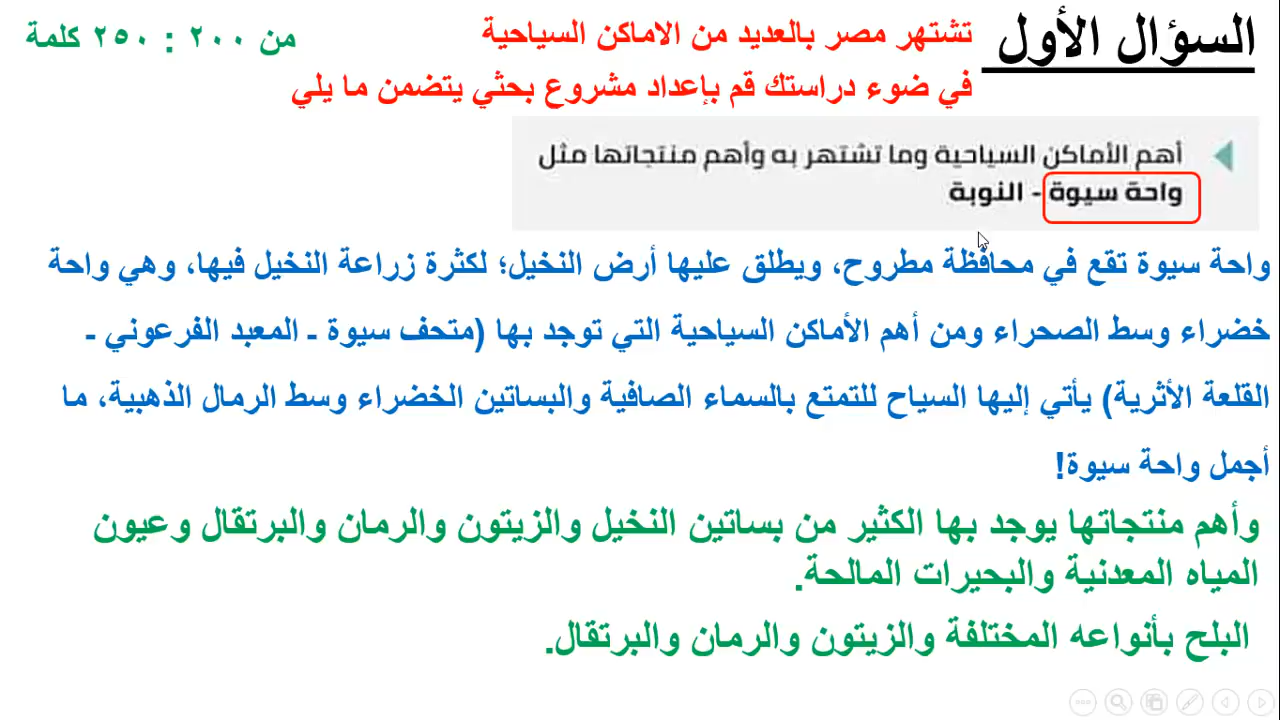 السؤال الأول
تشتهر مصر بالعديد من الاماكن السياحية
من ٢٠٠ : ٢٥٠ كلمة
في ضوء دراستك قم بإعداد مشروع بحثي يتضمن ما يلي
أهم الأماكن السياحية وما تشتهر به وأهم منتجاتها مثل
واحة سيوة - النوبة
واحة سيوة تقع في محافظة مطروح، ويطلق عليها أرض النخيل؛ لكثرة زراعة النخيل فيها، وهي واحة
خضراء وسط الصحراء ومن أهم الأماكن السياحية التي توجد بها (متحف سيوة ـ المعبد الفرعوني ـ
القلعة الأثرية) يأتي إليها السياح للتمتع بالسماء الصافية والبساتين الخضراء وسط الرمال الذهبية، ما
أجمل واحة سيوة!
وأهم منتجاتها يوجد بها الكثير من بساتين النخيل والزيتون والرمان والبرتقال وعيون
المياه المعدنية والبحيرات المالحة.
البلح بأنواعه المختلفة والزيتون والرمان والبرتقال.